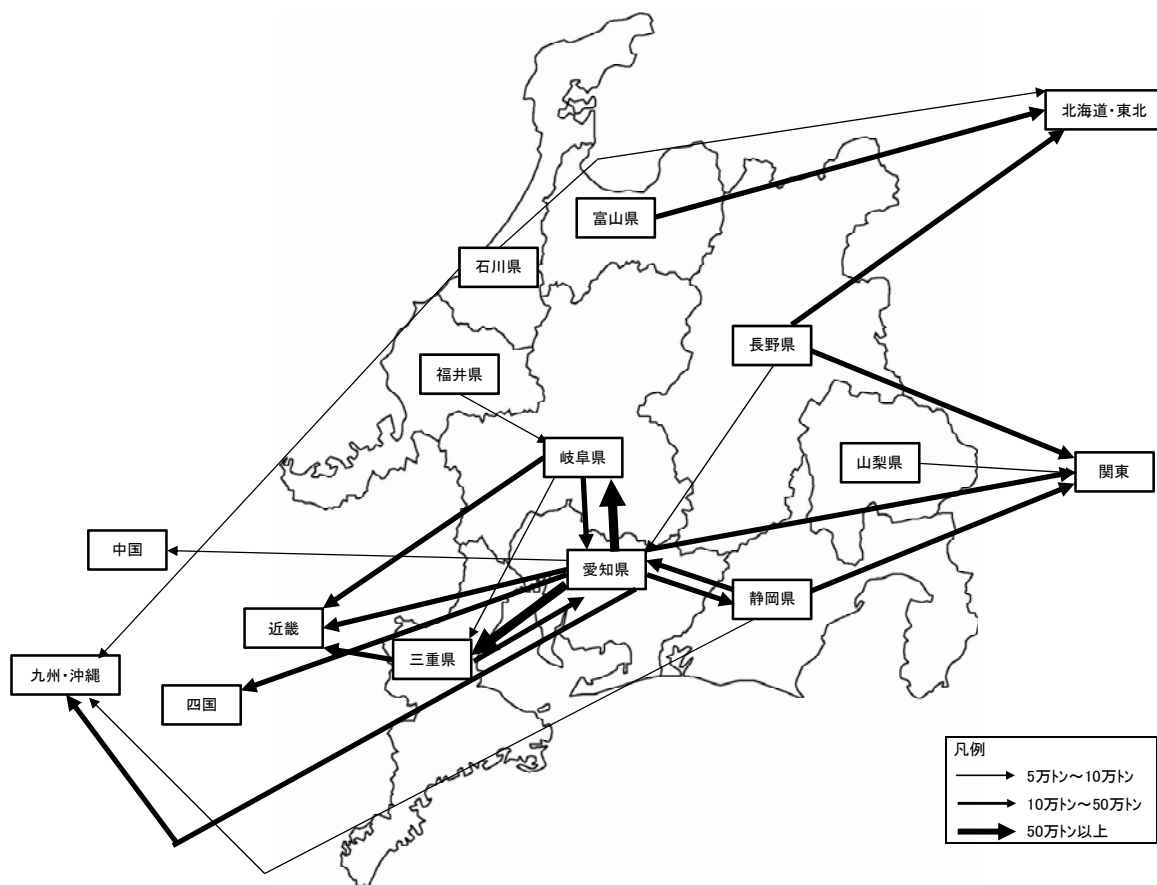 北海道・東北
富山県
石川県
長野県
福井県
岐阜県
山梨県
関東
中国
愛知県
静岡県
近畿
三重県
九州・沖縄
四国
凡例
5万トン～10万トン
10万トン～50万トン
50万トン以上